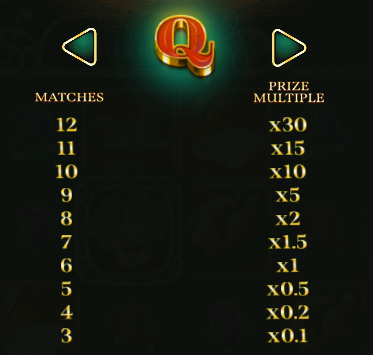 Q
MATCHES PRIZE MULTIPLE
12 x30
11 x15
10 x10
9 x5
8 x2
7 x1.5
6 x1
5 x0.5
4 x0.2
3 x0.1